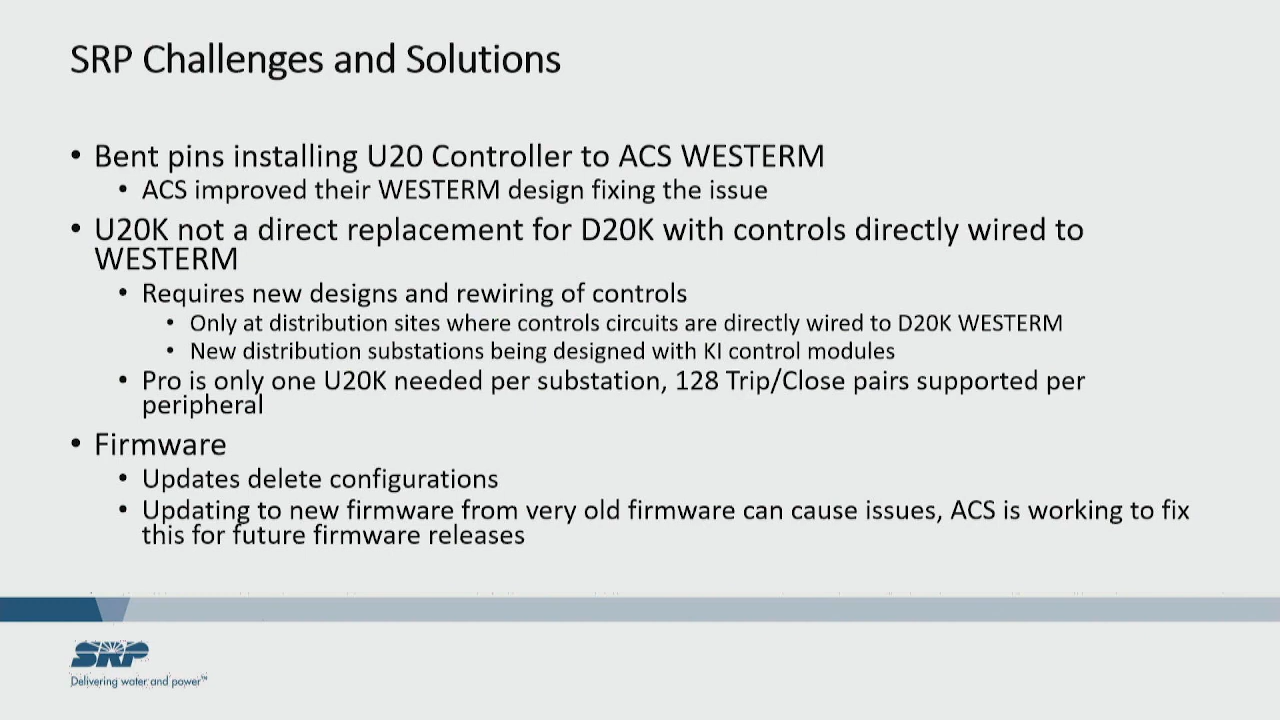 SRP Challenges and Solutions
• Bent pins installing U20 Controller to ACS WESTERM
• ACS improved their WESTERM design fixing the issue
• U20K not a direct replacement for D20K with controls directly wired to
WESTERM
• Requires new designs and rewiring of controls
• Only at distribution sites where controls circuits are directly wired to D20K WESTERM
• New distribution substations being designed with KI control modules
• Pro is only one U20K needed per substation, 128 Trip/Close pairs supported per
peripheral
• Firmware
• Updates delete configurations
• Updating to new firmware from very old firmware can cause issues, ACS is working to fix
this for future firmware releases
SRP
Delivering water and power™